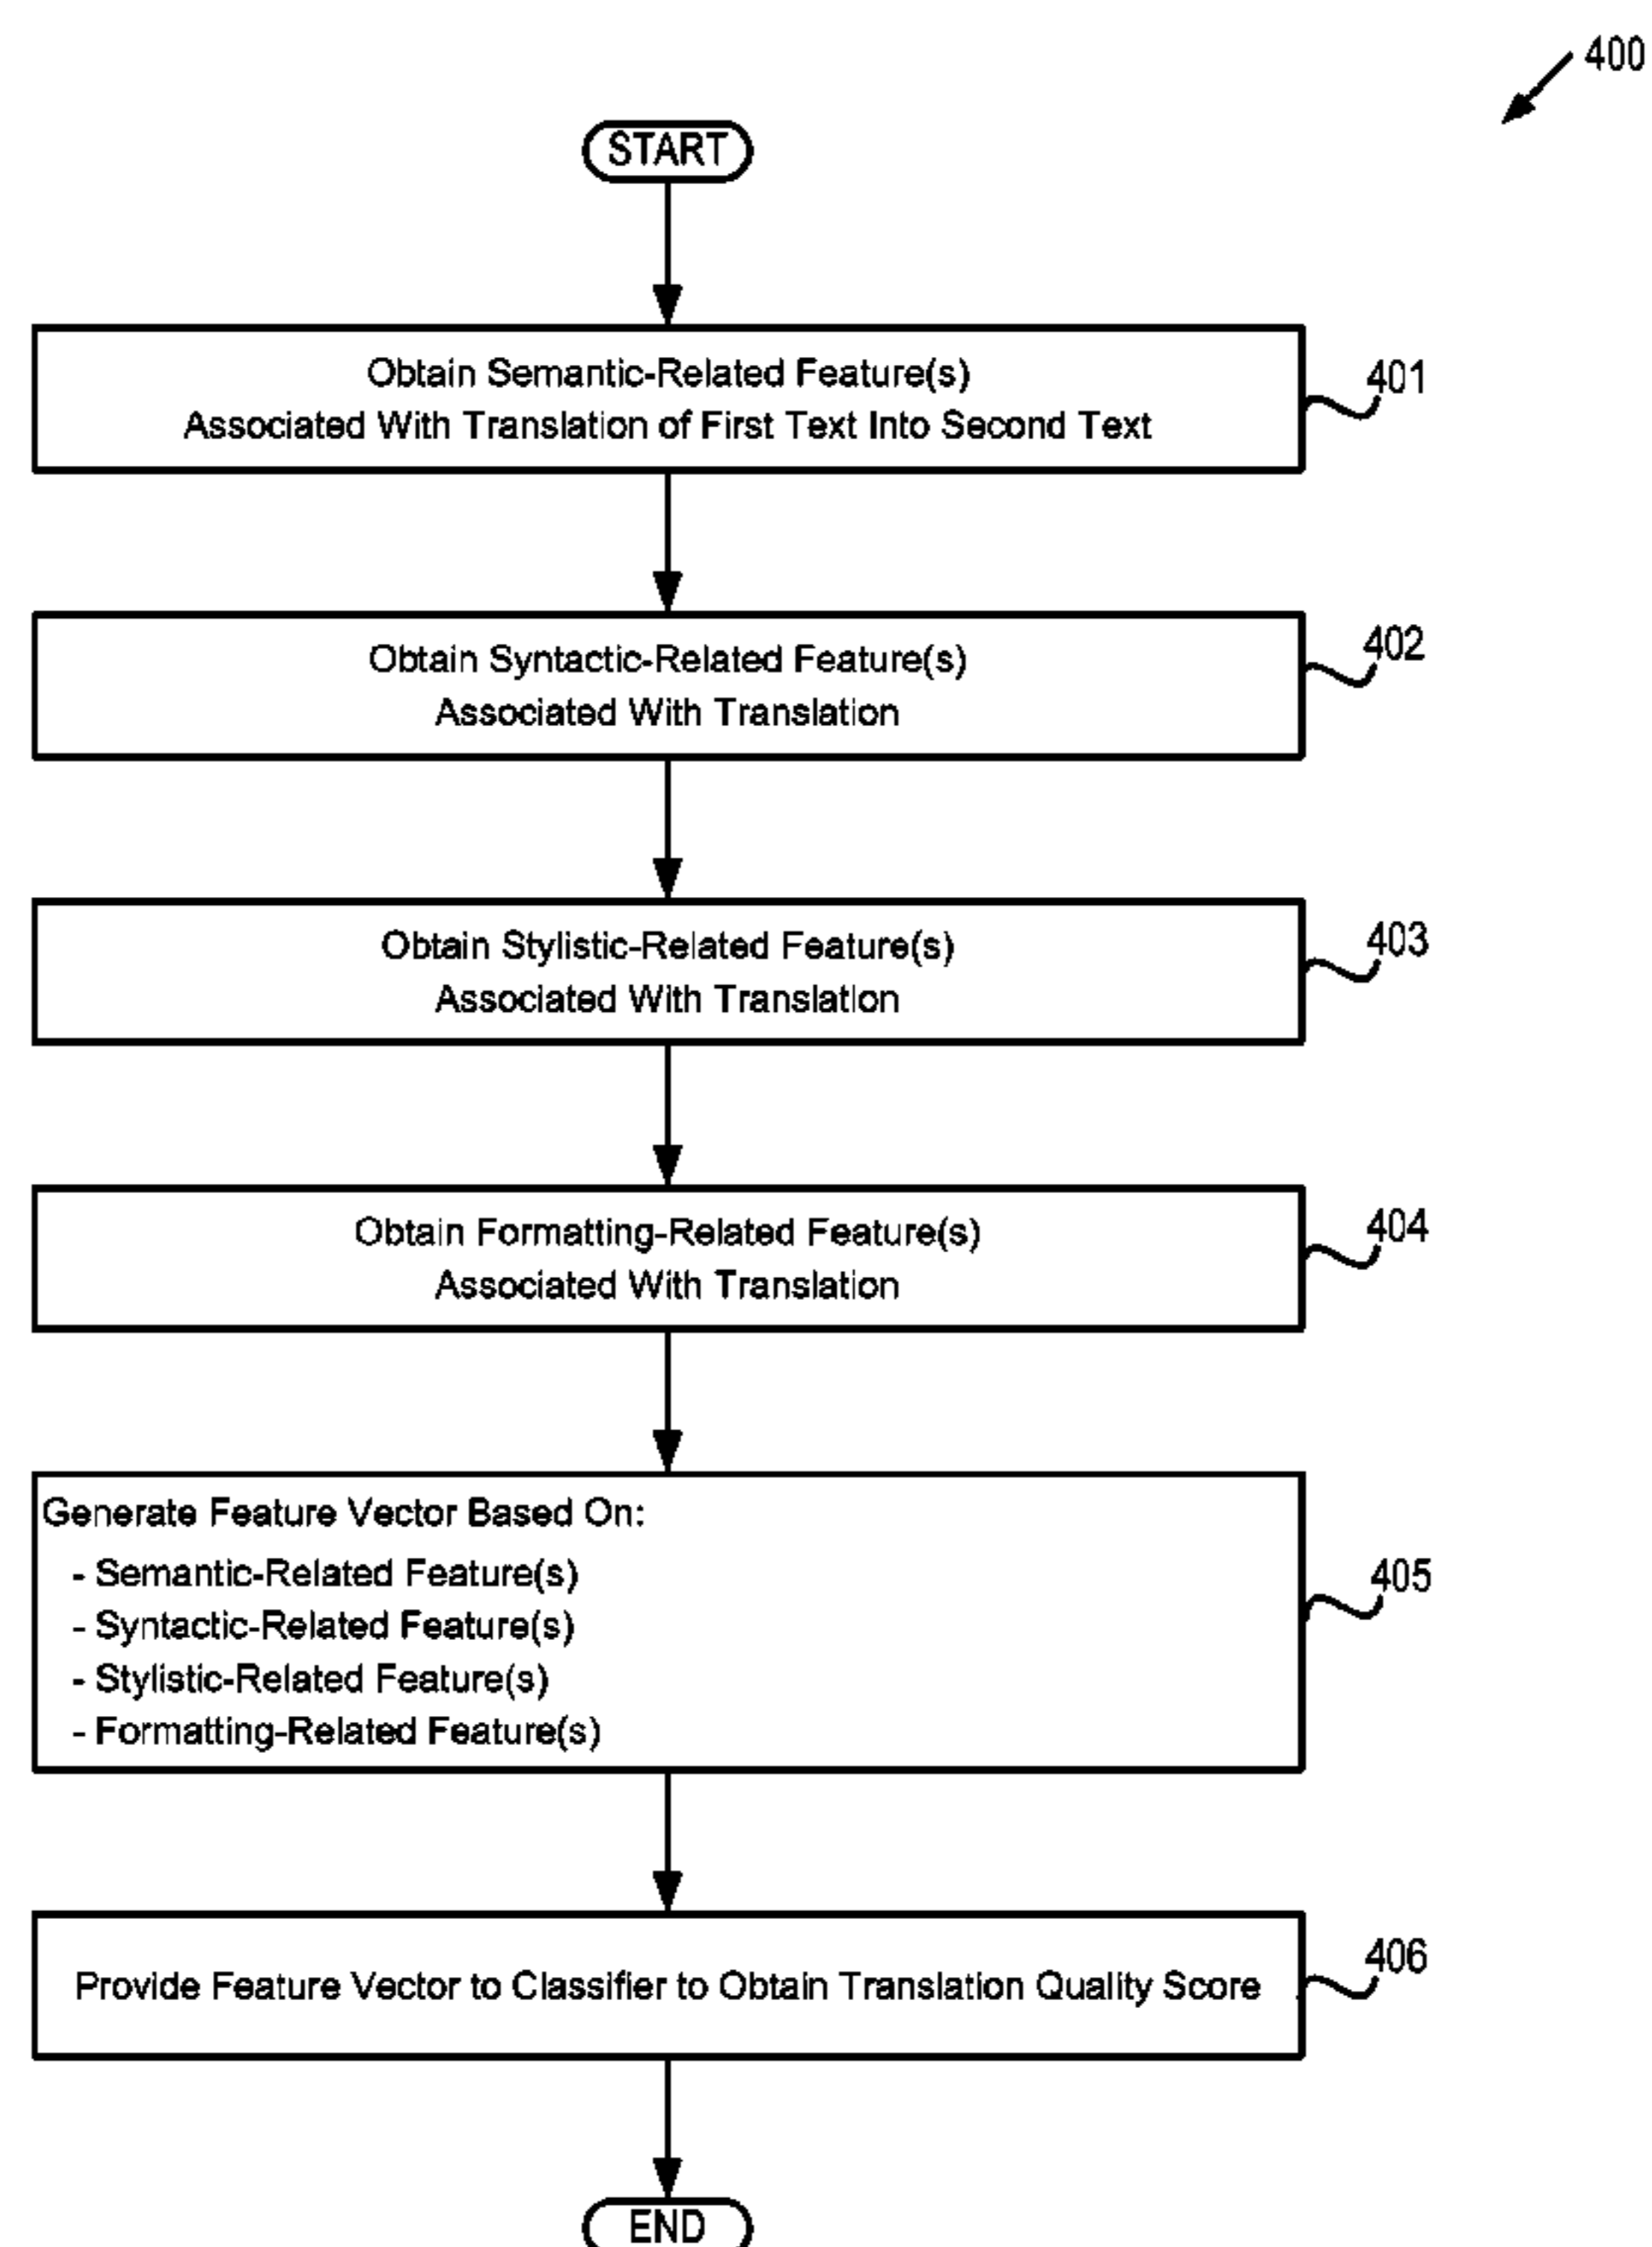 400
START
Obtain Semantic-Related Feature(s)
Associated With Translation of First Text Into Second Text
401
Obtain Syntactic-Related Feature(s)
Associated With Translation
402
Obtain Stylistic-Related Feature(s)
Associated With Translation
403
Obtain Formatting-Related Feature(s)
Associated With Translation
404
Generate Feature Vector Based On:
- Semantic-Related Feature(s)
- Syntactic-Related Feature(s)
- Stylistic-Related Feature(s)
- Formatting-Related Feature(s)
405
Provide Feature Vector to Classifier to Obtain Translation Quality Score
406
END